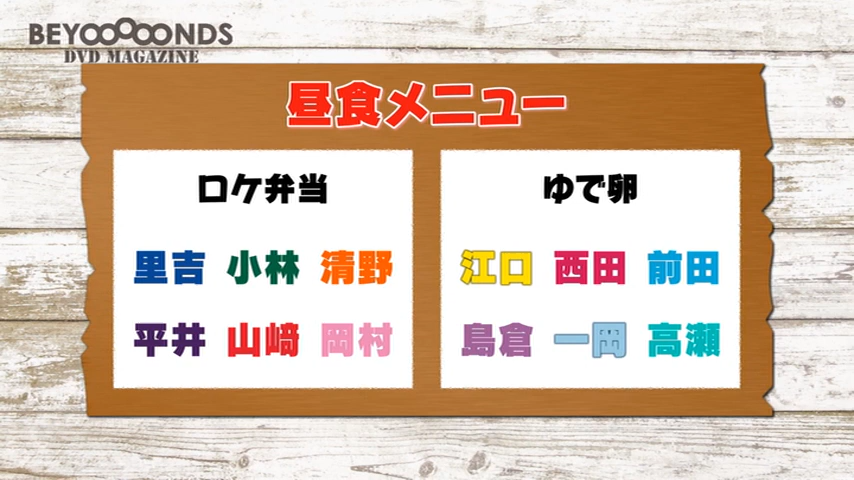 BEYOOOOONDS
DVD MAGAZINE
昼食メニュー
ロケ弁当
里吉 小林 清野
平井 山﨑 岡村
ゆで卵
江口 西田 前田
島倉 一岡 高瀬